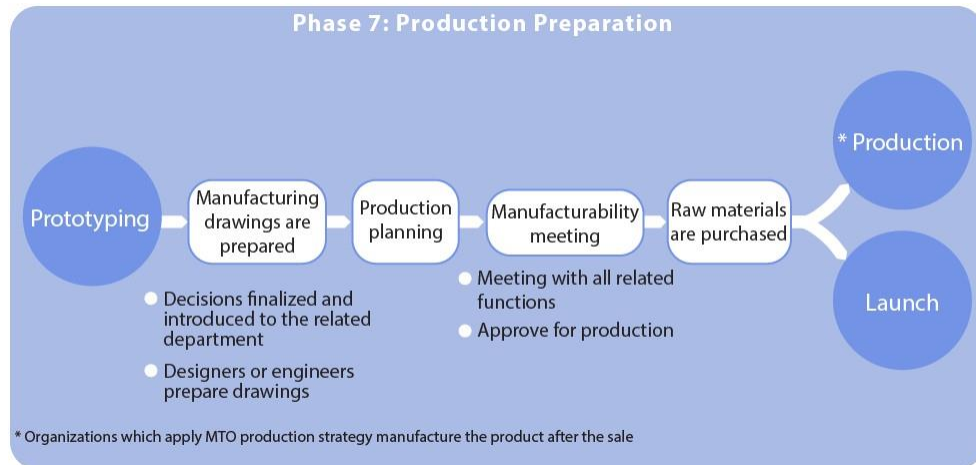 Phase 7: Production Preparation
Prototyping
Manufacturing
drawings are
prepared
Production
planning
Manufacturability
meeting
Raw materials
are purchased
* Production
Launch
Decisions finalized and
introduced to the related
department
Designers or engineers
prepare drawings
Meeting with all related
functions
Approve for production
* Organizations which apply MTO production strategy manufacture the product after the sale